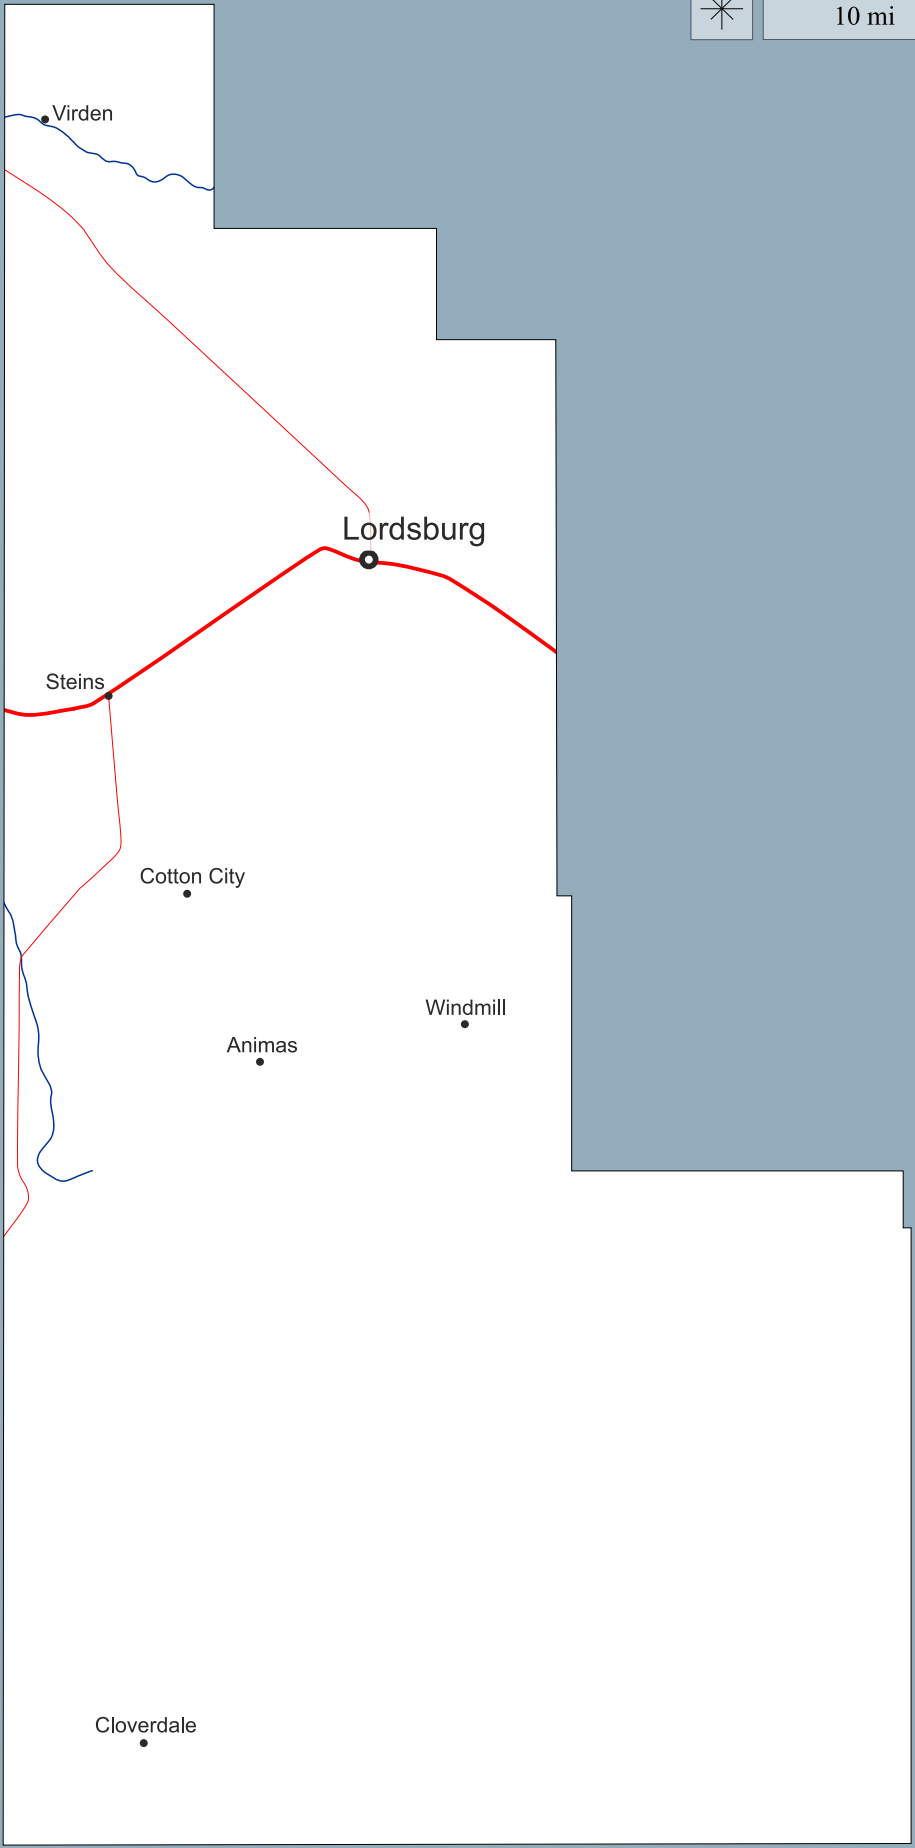 10 mi
Virden
Lordsburg
Steins
Cotton City
Windmill
Animas
Cloverdale